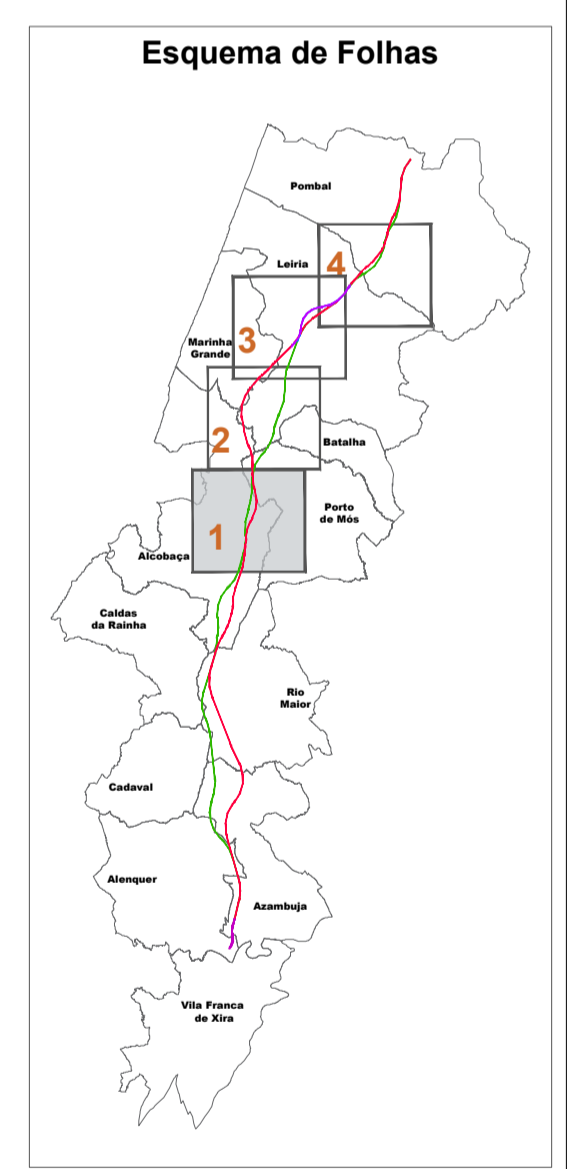 Esquema de Folhas
Pombal
Leiria
4
Marinha
Grande
3
2
Batalha
Porto
de Mós
1
Alcobaça
Caldas
da Rainha
Rio
Maior
Cadaval
Alenquer
Azambuja
Vila Franca
de Xira